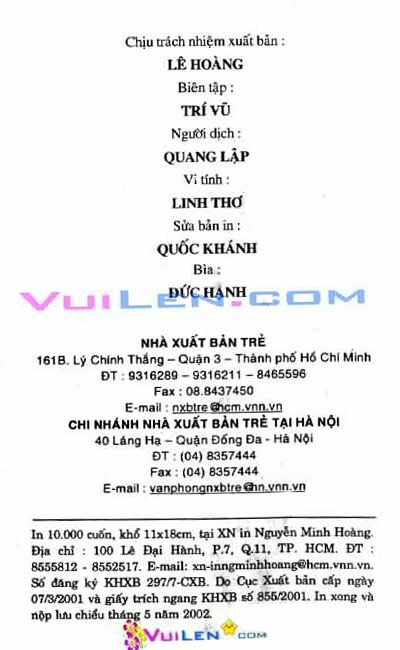 Chịu trách nhiệm xuất bản :
LÊ HOÀNG
Biên tập :
TRÍ VŨ
Người dịch :
QUANG LẬP
Vi tính :
LINH THƠ
Sửa bản in :
QUỐC KHÁNH
Bìa :
ĐỨC HẠNH
VUILEN.COM
NHÀ XUẤT BẢN TRẺ
161B. Lý Chính Thắng – Quận 3 – Thành phố Hồ Chí Minh
ĐT : 9316289 – 9316211 – 8465596
Fax : 08.8437450
E-mail : nxbtre@hcm.vnn.vn
CHI NHÁNH NHÀ XUẤT BẢN TRẺ TẠI HÀ NỘI
40 Láng Hạ – Quận Đống Đa - Hà Nội
ĐT : (04) 8357444
Fax : (04) 8357444
E-mail : vanphongnxbtre@hn.vnn.vn
In 10.000 cuốn, khổ 11x18cm, tại XN in Nguyễn Minh Hoàng.
Địa chỉ : 100 Lê Đại Hành, P.7, Q.11, TP. HCM. ĐT :
8555812 - 8552517. E-mail: xn-inngminhhoang@hcm.vnn.vn.
Số đăng ký KHXB 297/7-CXB. Do Cục Xuất bản cấp ngày
07/3/2001 và giấy trích ngang KHXB số 855/2001. In xong và
nộp lưu chiểu tháng 5 năm 2002.
VUILEN.COM